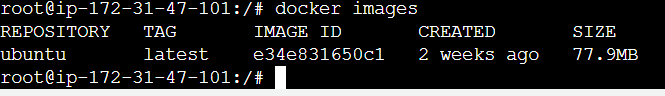 root@ip-172-31-47-101:/# docker images
REPOSITORY   TAG       IMAGE ID       CREATED       SIZE
ubuntu       latest    e34e831650c1   2 weeks ago   77.9MB
root@ip-172-31-47-101:/#